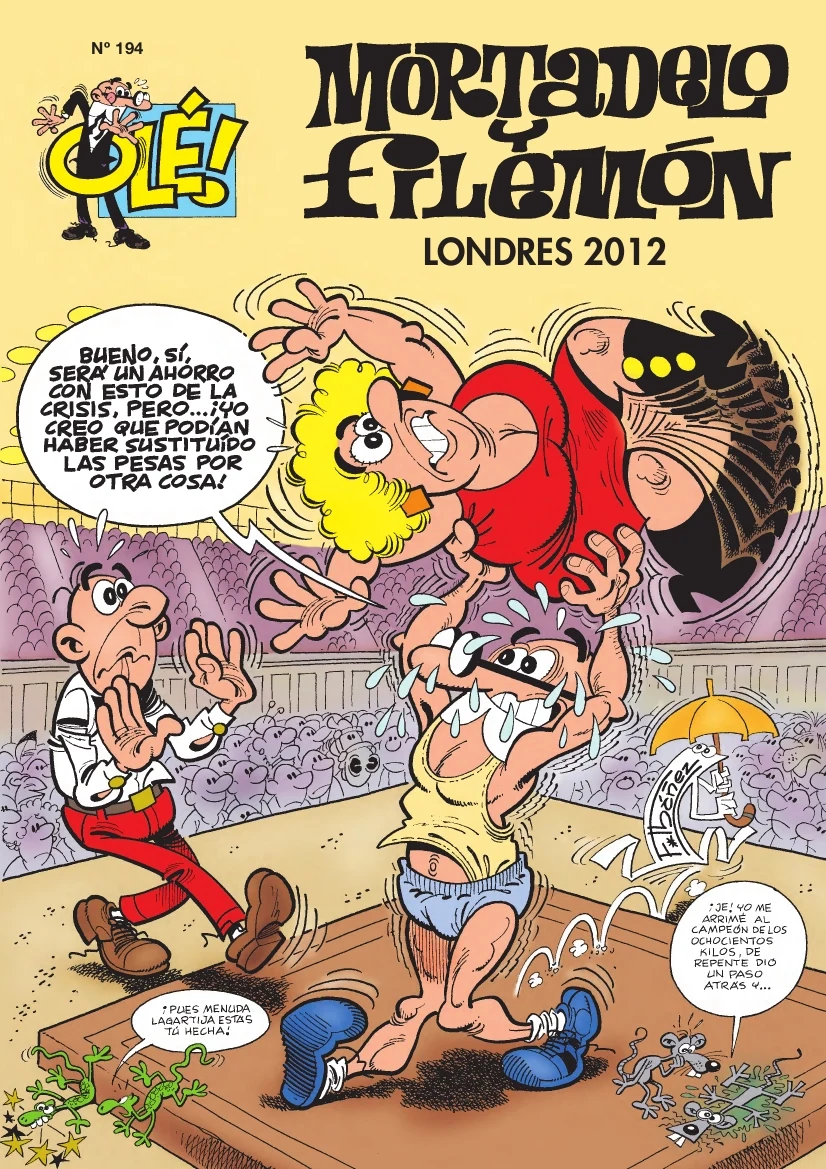 Nº 194
OLÉ!
MORTADELO
Y
FILEMÓN
LONDRES 2012
BUENO, SÍ,
SERÁ UN AHORRO
CON ESTO DE LA
CRISIS, PERO...¡YO
CREO QUE PODÍAN
HABER SUSTITUÍDO
LAS PESAS POR
OTRA COSA!
F. Ibáñez
¡JE! YO ME
ARRIMÉ AL
CAMPEÓN DE LOS
OCHOCIENTOS
KILOS, DE
REPENTE DIÓ
UN PASO
ATRÁS Y...
¡PUES MENUDA
LAGARTIJA ESTÁS
TÚ HECHA!